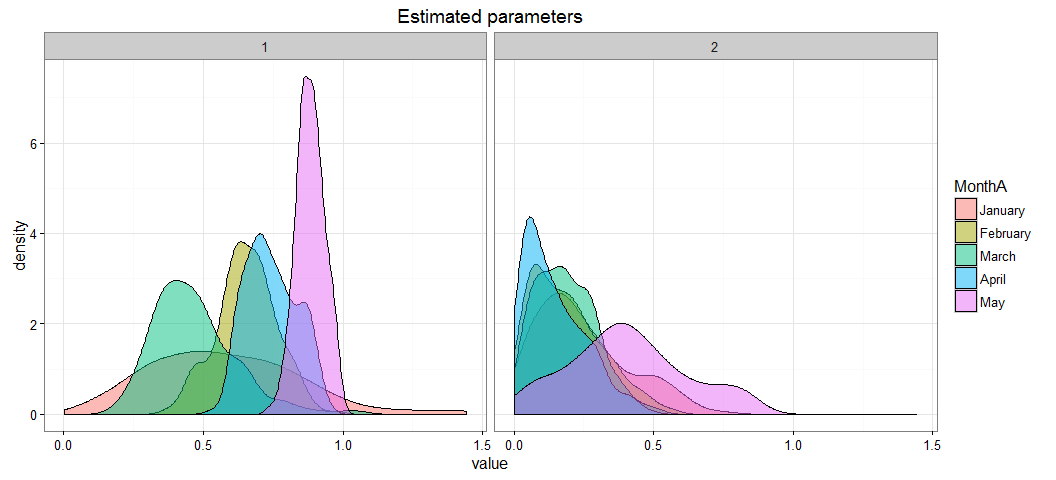 Estimated parameters
1 2
density
6
4
2
0
0.0 0.5 1.0 1.5 0.0 0.5 1.0 1.5
value
MonthA
January
February
March
April
May